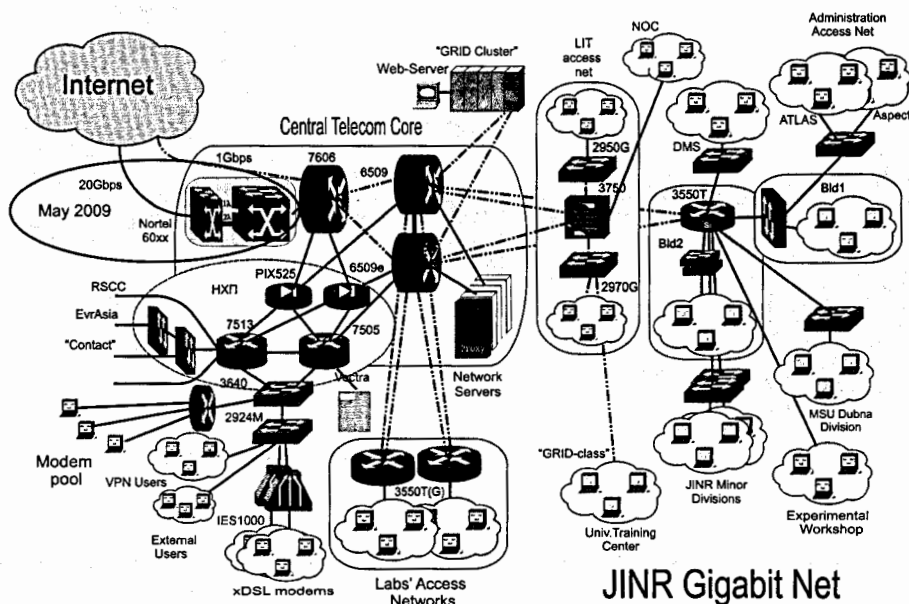 Internet
"GRID Cluster"
Web-Server
LIT
access
net
NOC
Administration
Access Net
ATLAS
Aspect
DMS
Central Telecom Core
1Gbps
7606
6509
2950G
3750
3550T
20Gbps
May 2009
Nortel
60xx
Bld1
Bld2
PIX525
6509e
НХП
RSCC
EvrAsia
"Contact"
7513
7505
2970G
3640
Vectra
Network
Servers
2924M
Modem
pool
VPN Users
MSU Dubna
Division
"GRID-class"
3550T(G)
JINR Minor
Divisions
IES1000
External
Users
Univ.Training
Center
Experimental
Workshop
xDSL modems
Labs' Access
Networks
JINR Gigabit Net